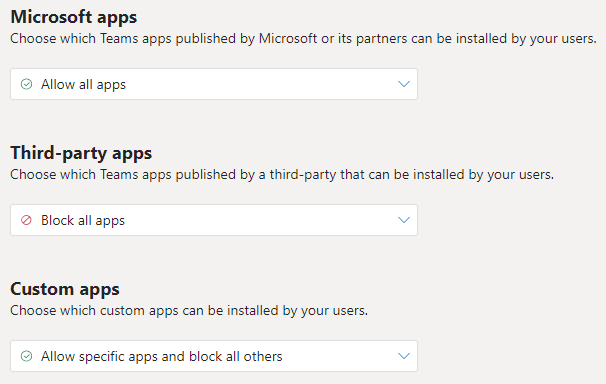 Microsoft apps
Choose which Teams apps published by Microsoft or its partners can be installed by your users.
Allow all apps
Third-party apps
Choose which Teams apps published by a third-party that can be installed by your users.
Block all apps
Custom apps
Choose which custom apps can be installed by your users.
Allow specific apps and block all others